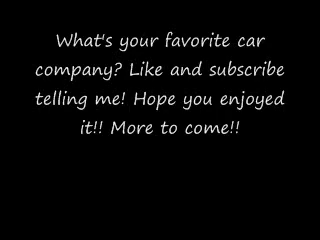 What's your favorite car
company? Like and subscribe
telling me! Hope you enjoyed
it!! More to come!!